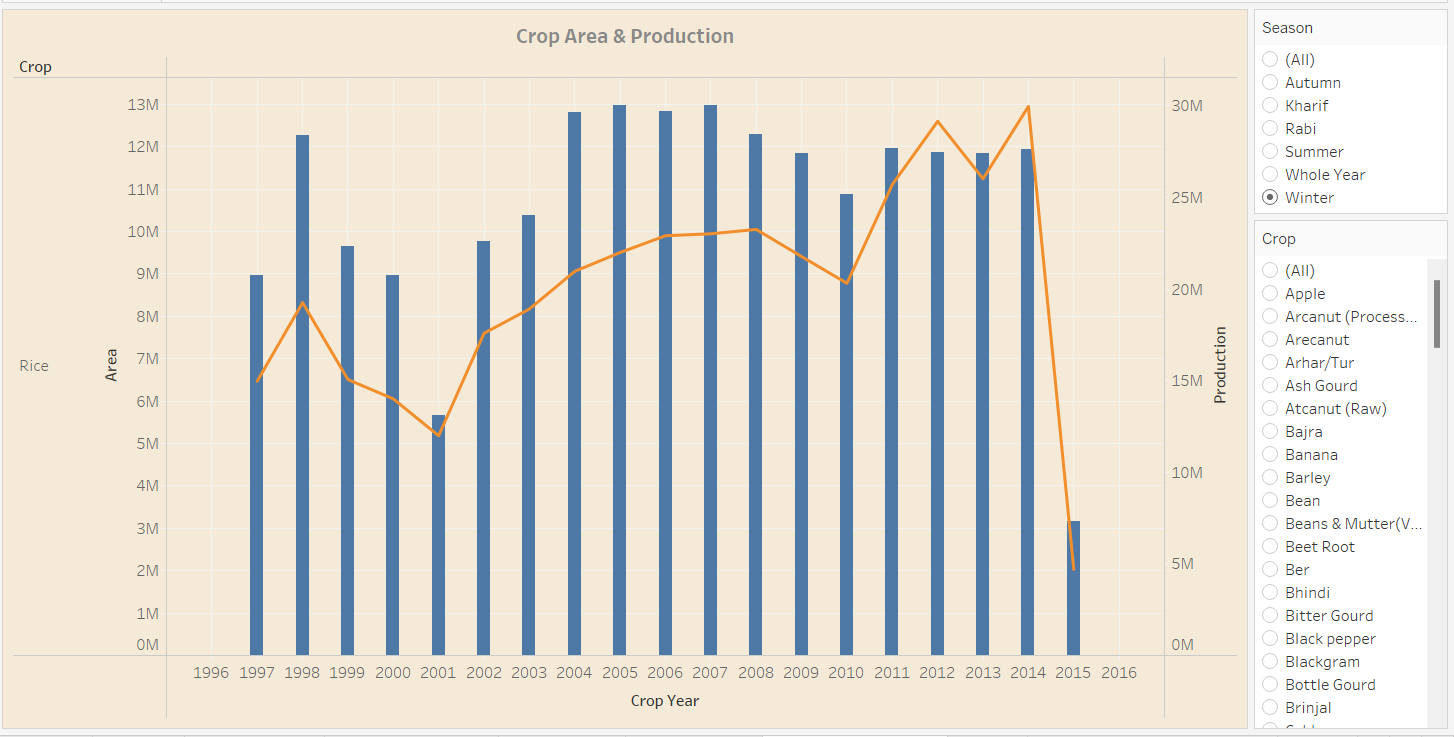 Crop Area & Production
Crop
Rice
Area
13M
12M
11M
10M
9M
8M
7M
6M
5M
4M
3M
2M
1M
0M
30M
25M
20M
15M
10M
5M
0M
Production
1996 1997 1998 1999 2000 2001 2002 2003 2004 2005 2006 2007 2008 2009 2010 2011 2012 2013 2014 2015 2016
Crop Year
Season
(All)
Autumn
Kharif
Rabi
Summer
Whole Year
Winter
Crop
(All)
Apple
Arcanut (Process...
Arecanut
Arhar/Tur
Ash Gourd
Atcanut (Raw)
Bajra
Banana
Barley
Bean
Beans & Mutter(V...
Beet Root
Ber
Bhindi
Bitter Gourd
Black pepper
Blackgram
Bottle Gourd
Brinjal